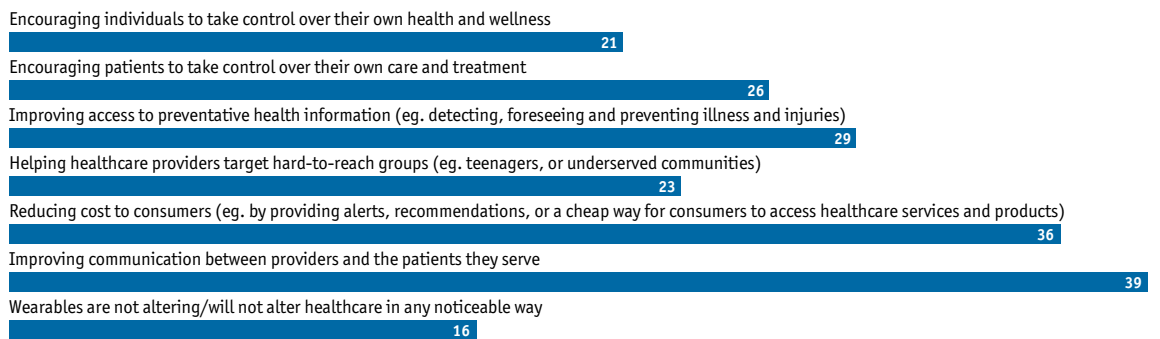 Encouraging individuals to take control over their own health and wellness
21
Encouraging patients to take control over their own care and treatment
26
Improving access to preventative health information (eg. detecting, foreseeing and preventing illness and injuries)
29
Helping healthcare providers target hard-to-reach groups (eg. teenagers, or underserved communities)
23
Reducing cost to consumers (eg. by providing alerts, recommendations, or a cheap way for consumers to access healthcare services and products)
36
Improving communication between providers and the patients they serve
39
Wearables are not altering/will not alter healthcare in any noticeable way
16